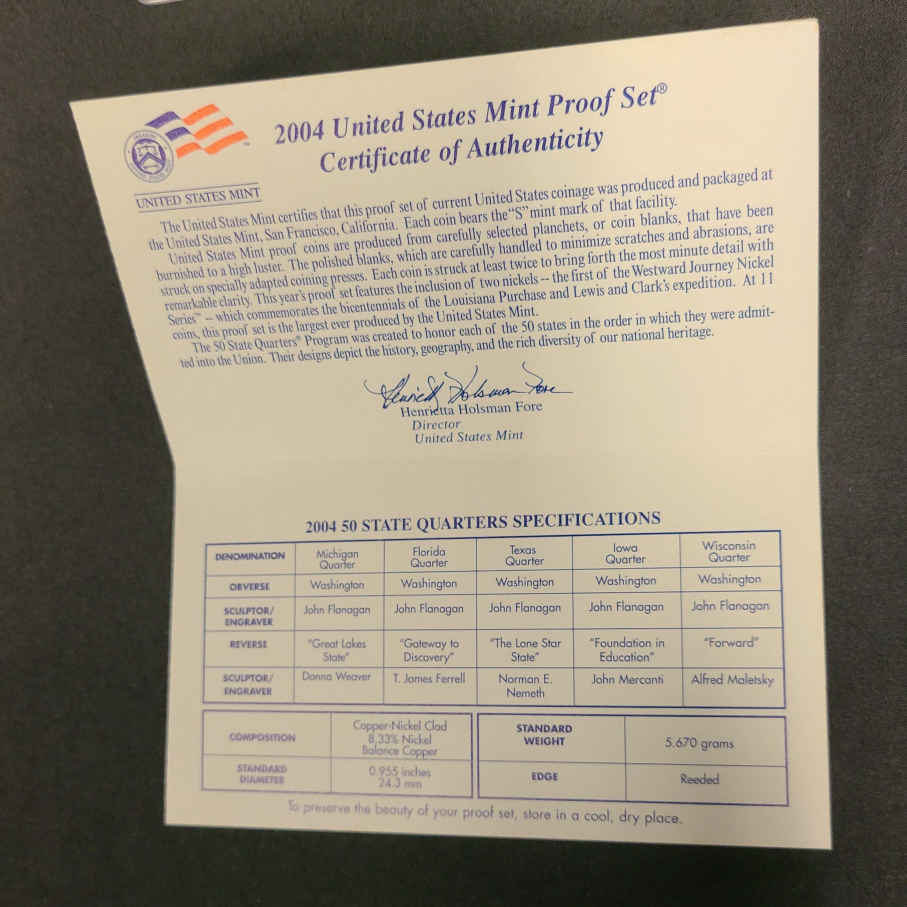 2004 United States Mint Proof Set®
Certificate of Authenticity
UNITED STATES MINT
The United States Mint certifies that this proof set of current United States coinage was produced and packaged at
the United States Mint, San Francisco, California. Each coin bears the "S" mint mark of that facility.
United States Mint proof coins are produced from carefully selected planchets, or coin blanks, that have been
burnished to a high luster. The polished blanks, which are carefully handled to minimize scratches and abrasions, are
struck on specially adapted coining presses. Each coin is struck at least twice to bring forth the most minute detail with
remarkable clarity. This year's proof set features the inclusion of two nickels -- the first of the Westward Journey Nickel
Series™ -- which commemorates the bicentennials of the Louisiana Purchase and Lewis and Clark's expedition. At 11
coins, this proof set is the largest ever produced by the United States Mint.
The 50 State Quarters® Program was created to honor each of the 50 states in the order in which they were admit-
ted into the Union. Their designs depict the history, geography, and the rich diversity of our national heritage.
Henrietta Holsman Fore
Henrietta Holsman Fore
Director
United States Mint
2004 50 STATE QUARTERS SPECIFICATIONS
DENOMINATION Michigan Quarter Florida Quarter Texas Quarter Iowa Quarter Wisconsin Quarter
OBVERSE Washington Washington Washington Washington Washington
SCULPTOR/ ENGRAVER John Flanagan John Flanagan John Flanagan John Flanagan John Flanagan
REVERSE "Great Lakes State" "Gateway to Discovery" "The Lone Star State" "Foundation in Education" "Forward"
SCULPTOR/ ENGRAVER Donna Weaver T. James Ferrell Norman E. Nemeth John Mercanti Alfred Maletsky
COMPOSITION Copper-Nickel Clad 8.33% Nickel Balance Copper
STANDARD WEIGHT 5.670 grams
STANDARD DIAMETER 0.955 inches 24.3 mm
EDGE Reeded
To preserve the beauty of your proof set, store in a cool, dry place.